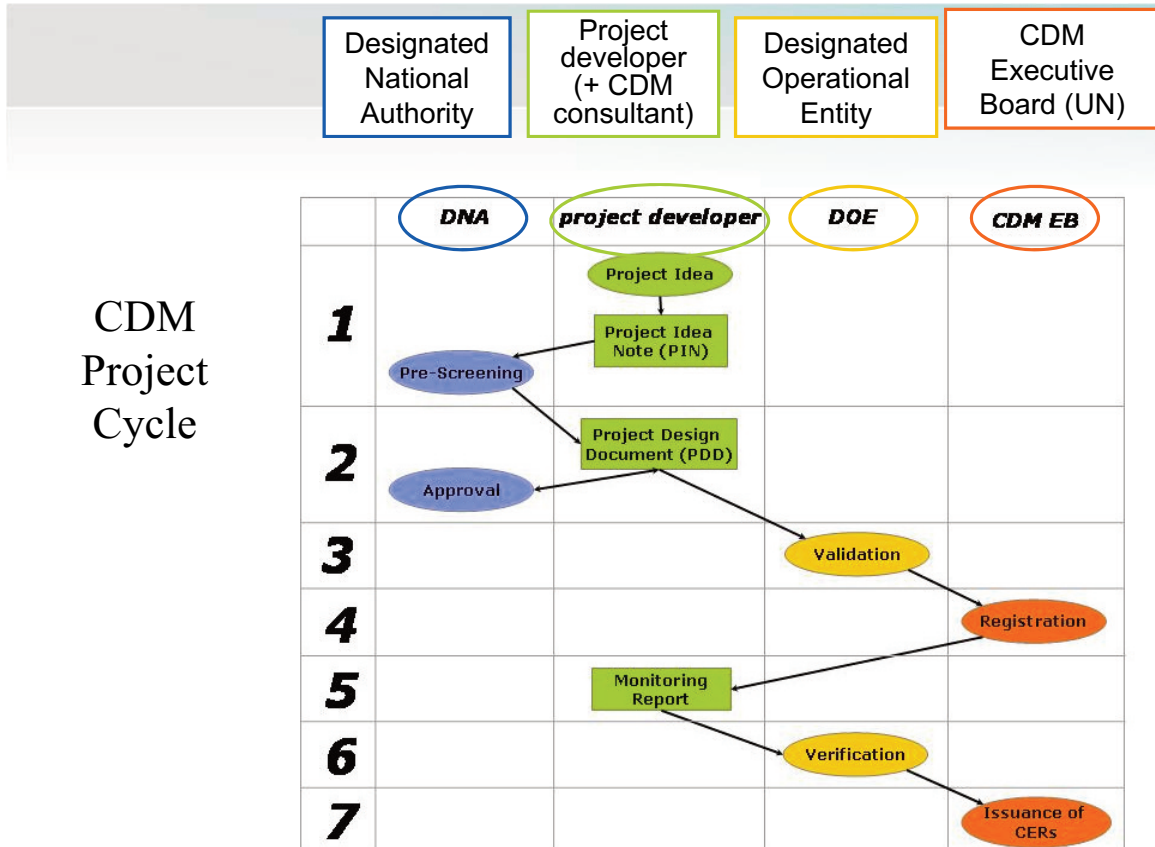 Designated
National
Authority
Project
developer
(+ CDM
consultant)
Designated
Operational
Entity
CDM
Executive
Board (UN)
CDM
Project
Cycle
DNA
project developer
DOE
CDM EB
1
Project Idea
Project Idea
Note (PIN)
Pre-Screening
2
Project Design
Document (PDD)
Approval
3
Validation
4
Registration
5
Monitoring
Report
6
Verification
7
Issuance of
CERs